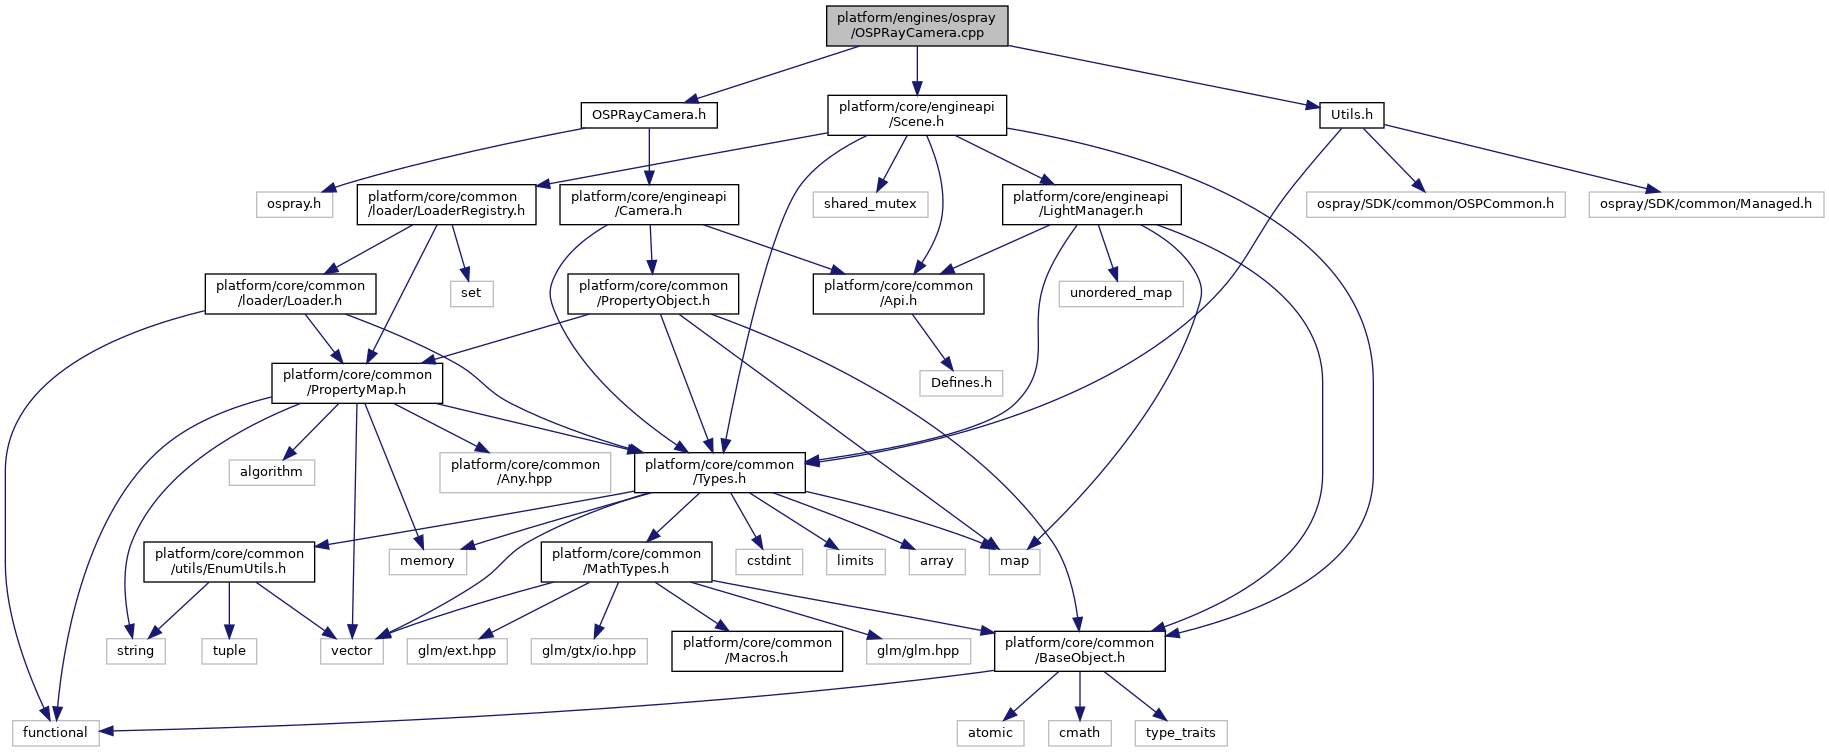 platform/engines/ospray
/OSPRayCamera.cpp
OSPRayCamera.h
platform/core/engineapi
/Scene.h
Utils.h
ospray.h
platform/core/common
/loader/LoaderRegistry.h
platform/core/engineapi
/Camera.h
shared_mutex
platform/core/engineapi
/LightManager.h
ospray/SDK/common/OSPCommon.h
ospray/SDK/common/Managed.h
platform/core/common
/loader/Loader.h
set
platform/core/common
/PropertyObject.h
platform/core/common
/Api.h
unordered_map
platform/core/common
/PropertyMap.h
Defines.h
algorithm
platform/core/common
/Any.hpp
platform/core/common
/Types.h
platform/core/common
/utils/EnumUtils.h
memory
platform/core/common
/MathTypes.h
cstdint
limits
array
map
string
tuple
vector
glm/ext.hpp
glm/gtx/io.hpp
platform/core/common
/Macros.h
glm/glm.hpp
platform/core/common
/BaseObject.h
functional
atomic
cmath
type_traits